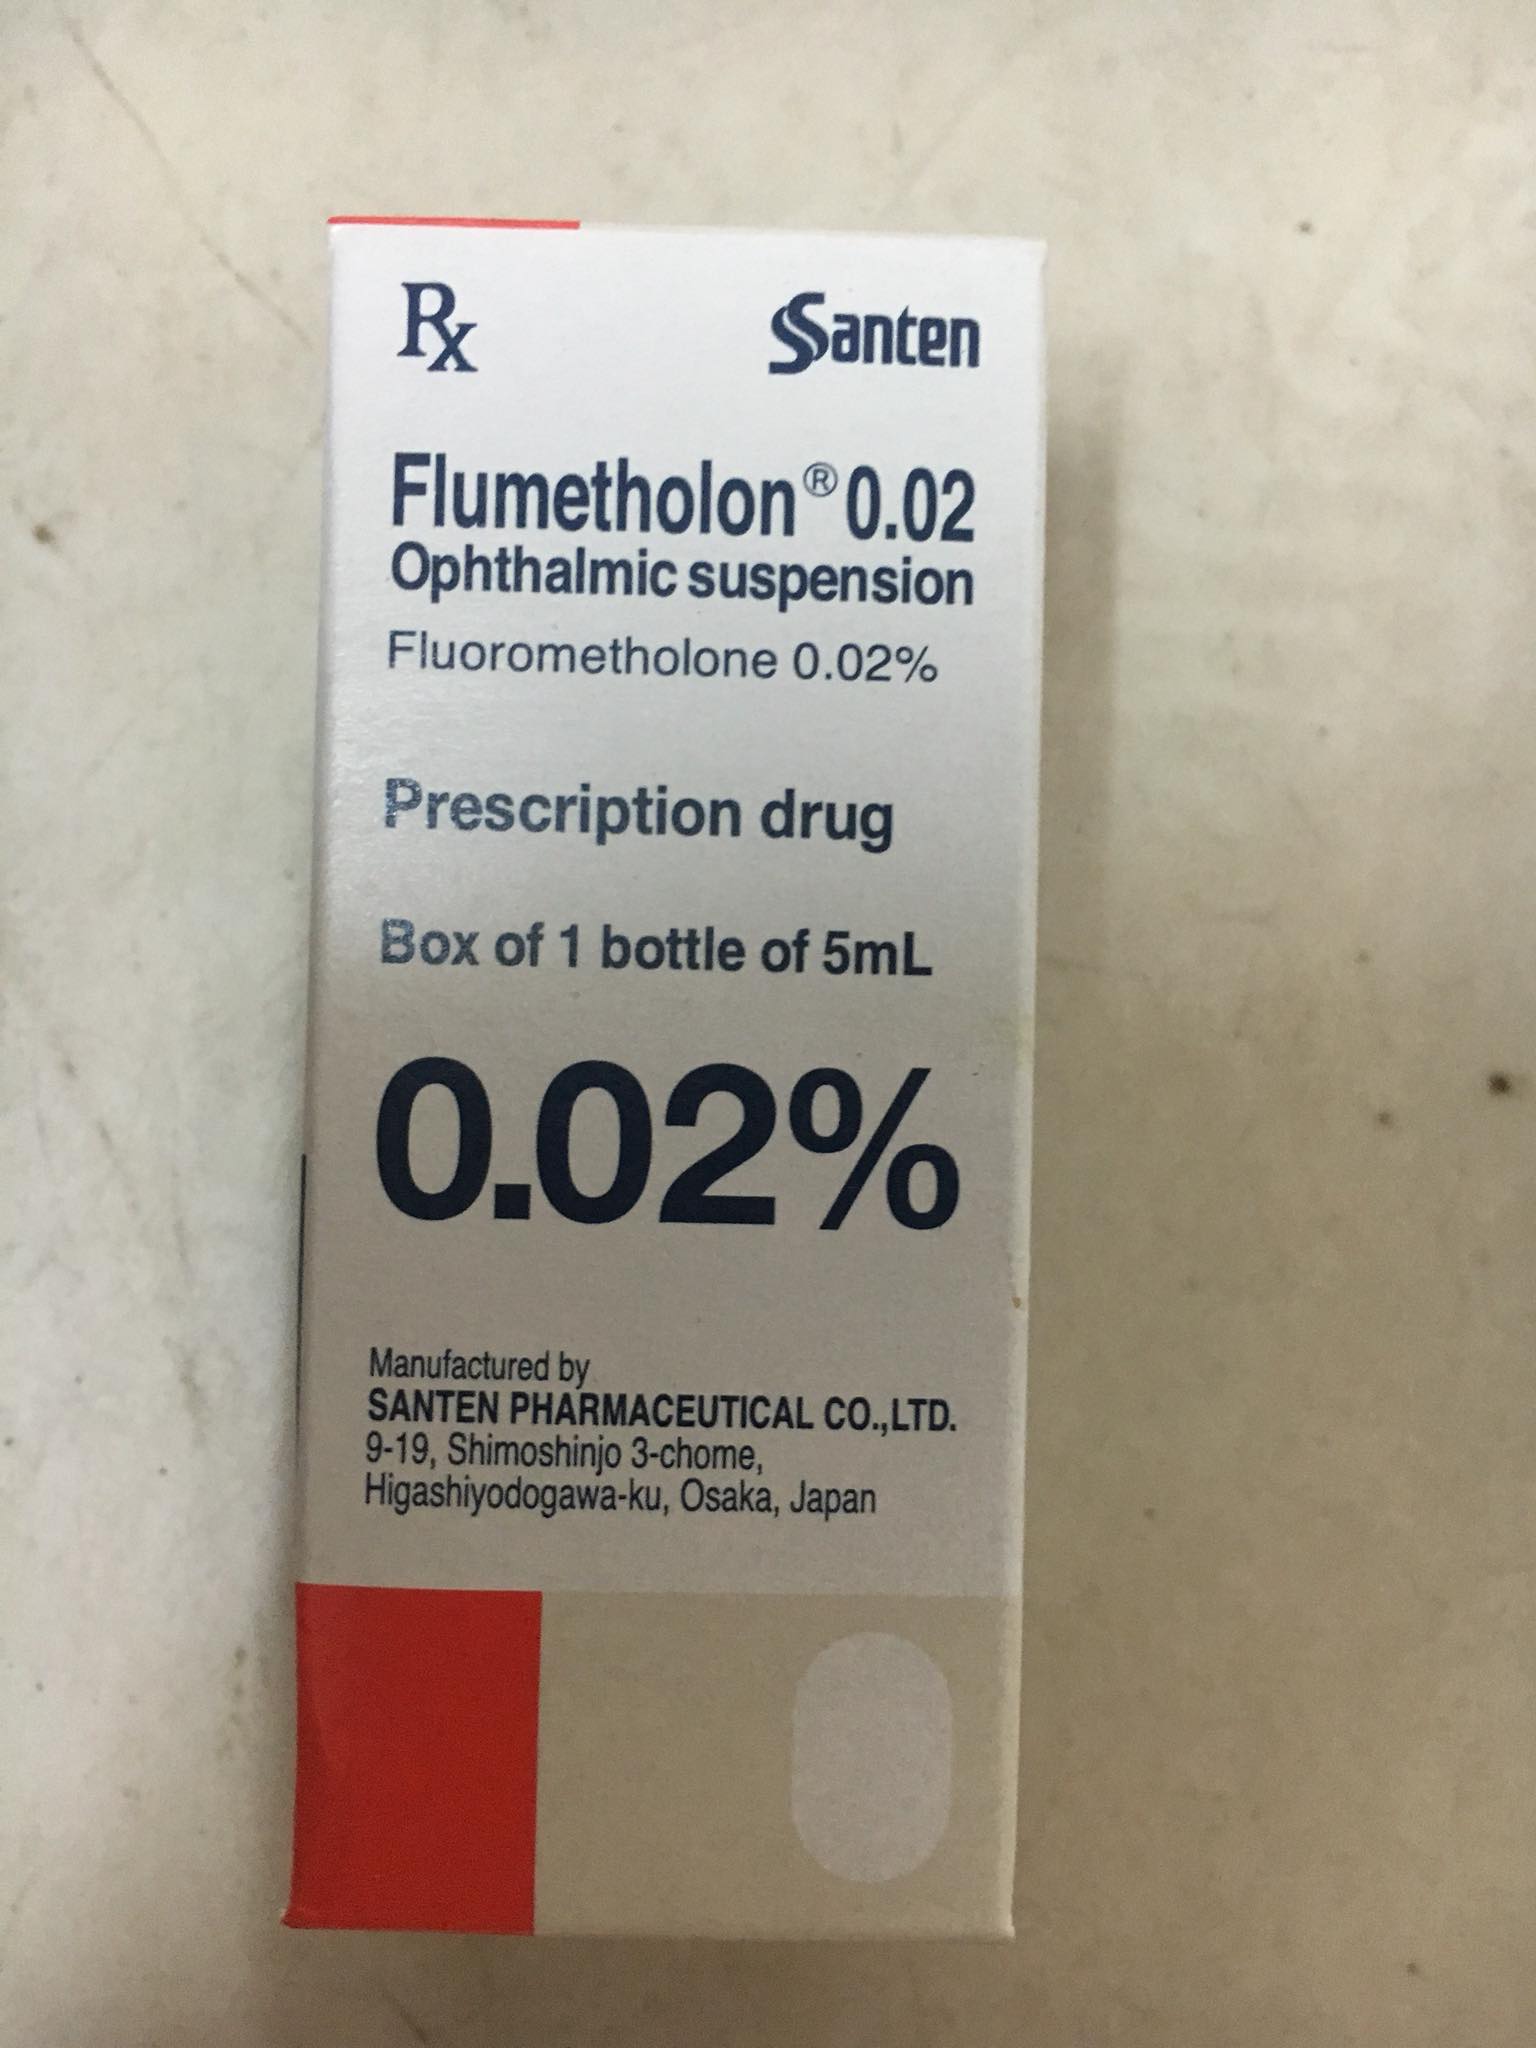 Rx
Santen
Flumetholon® 0.02
Ophthalmic suspension
Fluorometholone 0.02%
Prescription drug
Box of 1 bottle of 5mL
0.02%
Manufactured by
SANTEN PHARMACEUTICAL CO.,LTD.
9-19, Shimoshinjo 3-chome,
Higashiyodogawa-ku, Osaka, Japan